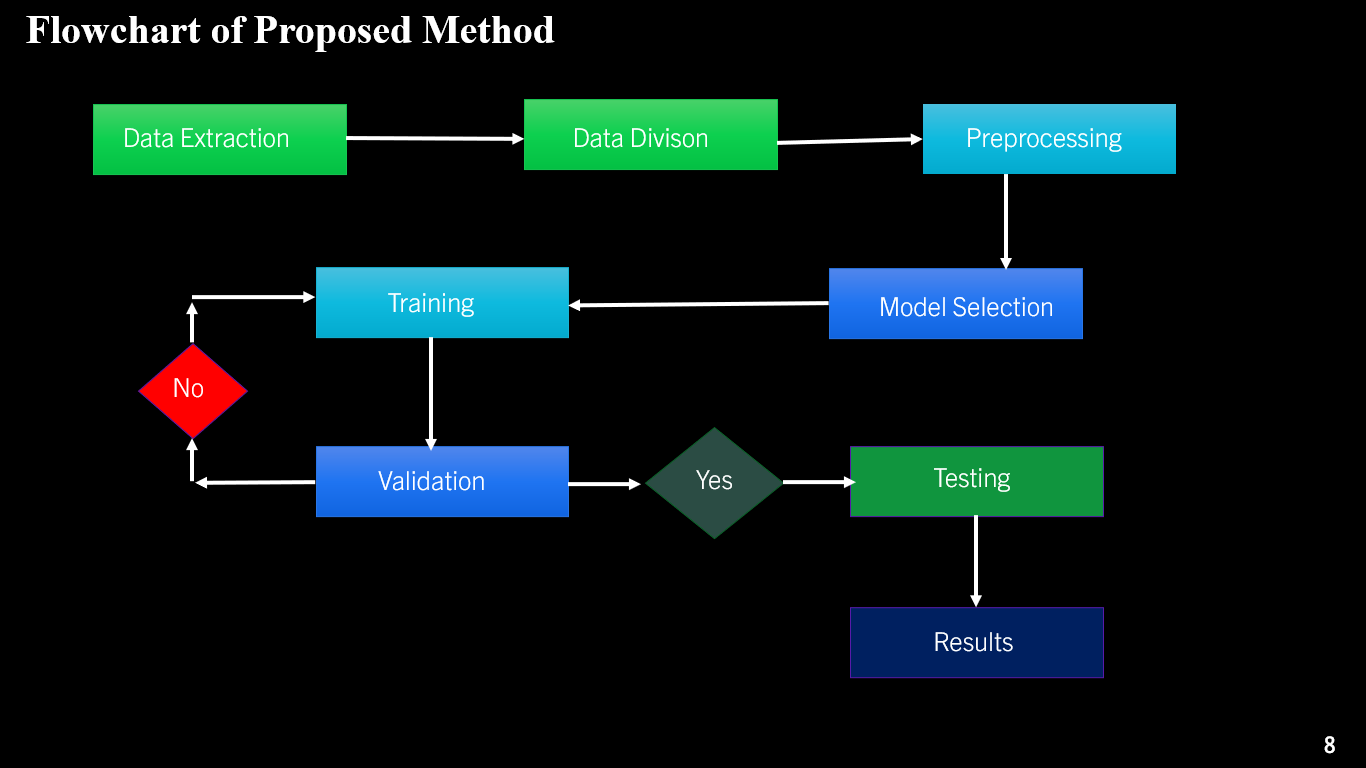 Flowchart of Proposed Method
Data Extraction
Data Divison
Preprocessing
Training
Model Selection
No
Validation
Yes
Testing
Results
8